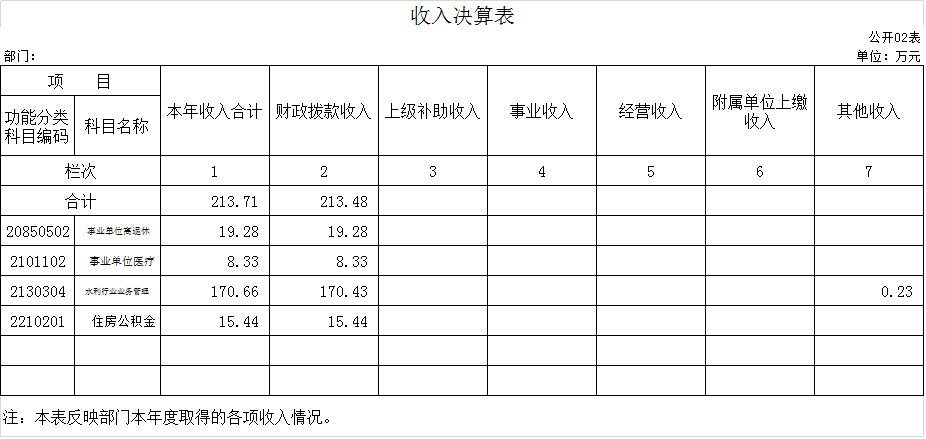 收入决算表
公开02表
部门：
单位：万元
项 目
本年收入合计
财政拨款收入
上级补助收入
事业收入
经营收入
附属单位上缴
收入
其他收入
功能分类
科目编码
科目名称
栏次 1 2 3 4 5 6 7
合计 213.71 213.48
20850502 事业单位离退休 19.28 19.28
2101102 事业单位医疗 8.33 8.33
2130304 水利行业业务管理 170.66 170.43 0.23
2210201 住房公积金 15.44 15.44
注：本表反映部门本年度取得的各项收入情况。